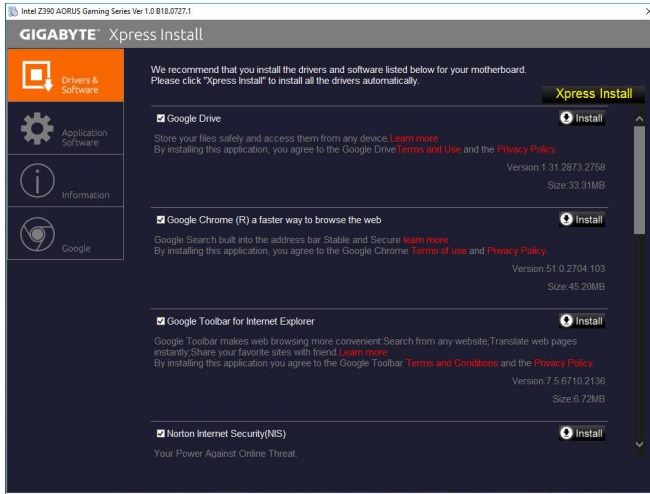 Intel Z390 AORUS Gaming Series Ver 1.0 B18.0727.1
GIGABYTE™ Xpress Install
Drivers &
Software
Application
Software
Information
Google
We recommend that you install the drivers and software listed below for your motherboard.
Please click "Xpress Install" to install all the drivers automatically.
Xpress Install
Google Drive
Install
Store your files safely and access them from any device.Learn more
By installing this application, you agree to the Google DriveTerms and Use and the Privacy Policy.
Version:1.31.2873.2758
Size:33.31MB
Google Chrome (R) a faster way to browse the web
Install
Google Search built into the address bar Stable and Secure learn more
By installing this application, you agree to the Google Chrome Terms of use and Privacy Policy.
Version:51.0.2704.103
Size:45.20MB
Google Toolbar for Internet Explorer
Install
Google Toolbar makes web browsing more convenient:Search from any website;Translate web pages
instantly;Share your favorite sites with friend.Learn more
By installing this application you agree to the Google Toolbar Terms and Conditions and the Privacy Policy.
Version:7.5.6710.2136
Size:6.72MB
Norton Internet Security(NIS)
Install
Your Power Against Online Threat.